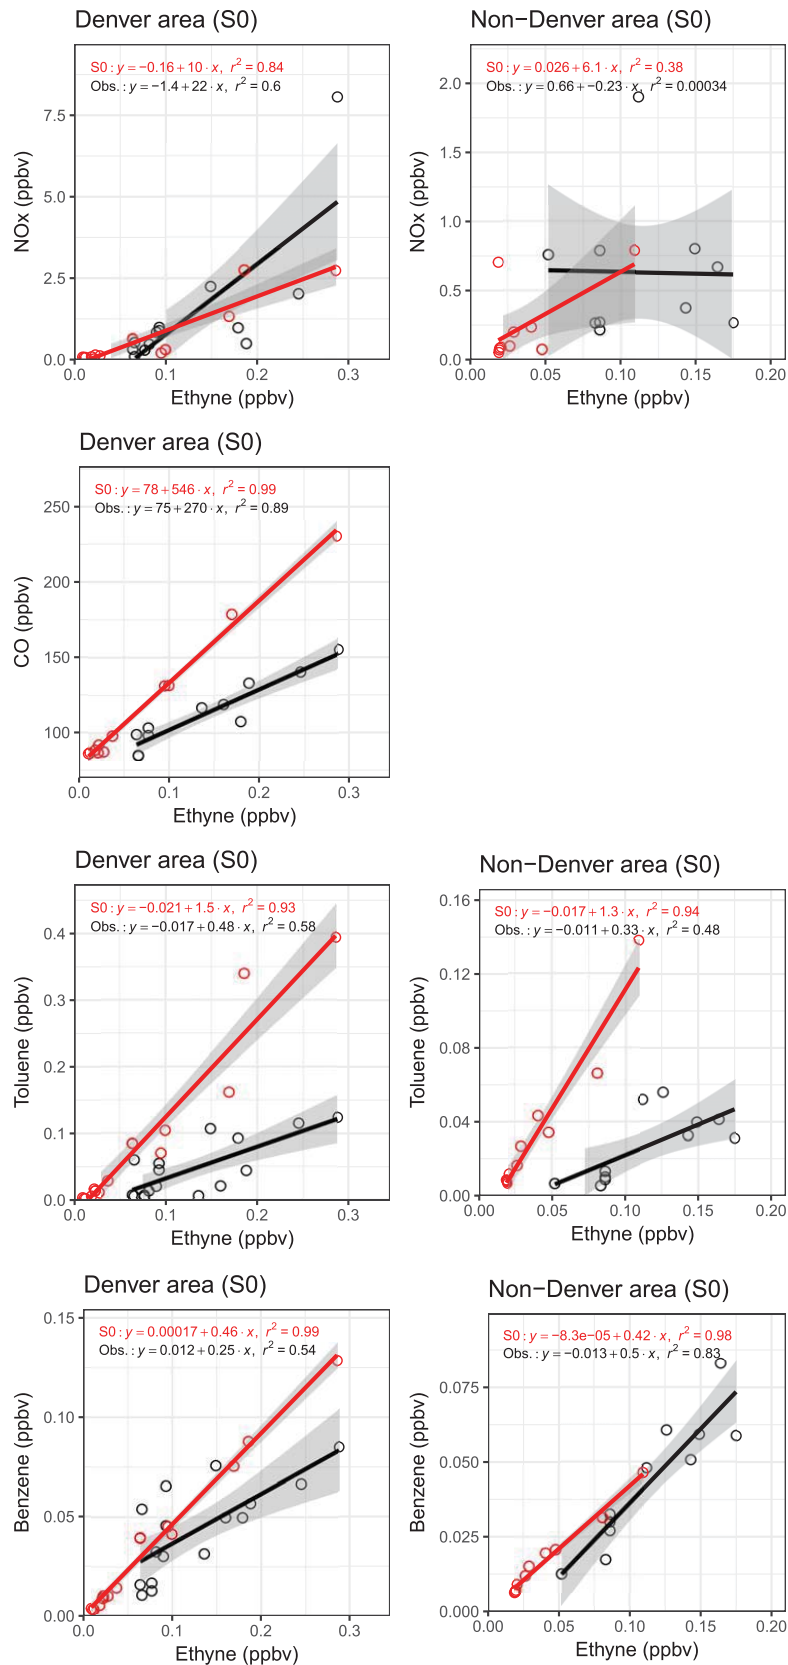 Denver area (S0)
S0 : y = −0.16 + 10 · x, r² = 0.84
Obs. : y = −1.4 + 22 · x, r² = 0.6
NOx (ppbv)
7.5
5.0
2.5
0.0
0.0 0.1 0.2 0.3
Ethyne (ppbv)
Non−Denver area (S0)
S0 : y = 0.026 + 6.1 · x, r² = 0.38
Obs. : y = 0.66 + −0.23 · x, r² = 0.00034
NOx (ppbv)
2.0
1.5
1.0
0.5
0.0
0.00 0.05 0.10 0.15 0.20
Ethyne (ppbv)
Denver area (S0)
S0 : y = 78 + 546 · x, r² = 0.99
Obs. : y = 75 + 270 · x, r² = 0.89
CO (ppbv)
250
200
150
100
0.0 0.1 0.2 0.3
Ethyne (ppbv)
Denver area (S0)
S0 : y = −0.021 + 1.5 · x, r² = 0.93
Obs. : y = −0.017 + 0.48 · x, r² = 0.58
Toluene (ppbv)
0.4
0.3
0.2
0.1
0.0
0.0 0.1 0.2 0.3
Ethyne (ppbv)
Non−Denver area (S0)
S0 : y = −0.017 + 1.3 · x, r² = 0.94
Obs. : y = −0.011 + 0.33 · x, r² = 0.48
Toluene (ppbv)
0.16
0.12
0.08
0.04
0.00
0.00 0.05 0.10 0.15 0.20
Ethyne (ppbv)
Denver area (S0)
S0 : y = 0.00017 + 0.46 · x, r² = 0.99
Obs. : y = 0.012 + 0.25 · x, r² = 0.54
Benzene (ppbv)
0.15
0.10
0.05
0.00
0.0 0.1 0.2 0.3
Ethyne (ppbv)
Non−Denver area (S0)
S0 : y = −8.3e−05 + 0.42 · x, r² = 0.98
Obs. : y = −0.013 + 0.5 · x, r² = 0.83
Benzene (ppbv)
0.075
0.050
0.025
0.000
0.00 0.05 0.10 0.15 0.20
Ethyne (ppbv)